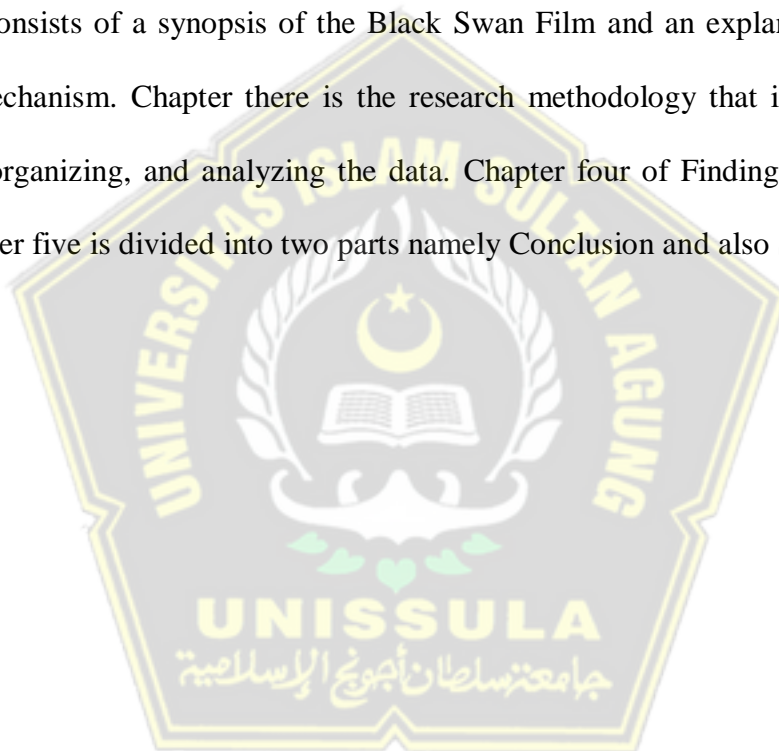 onsists of a synopsis of the Black Swan Film and an explan
echanism. Chapter there is the research methodology that i
organizing, and analyzing the data. Chapter four of Finding
er five is divided into two parts namely Conclusion and also
UNIVERSITAS ISLAM SULTAN AGUNG
UNISSULA
جامعة سلطان أجونج الإسلامية